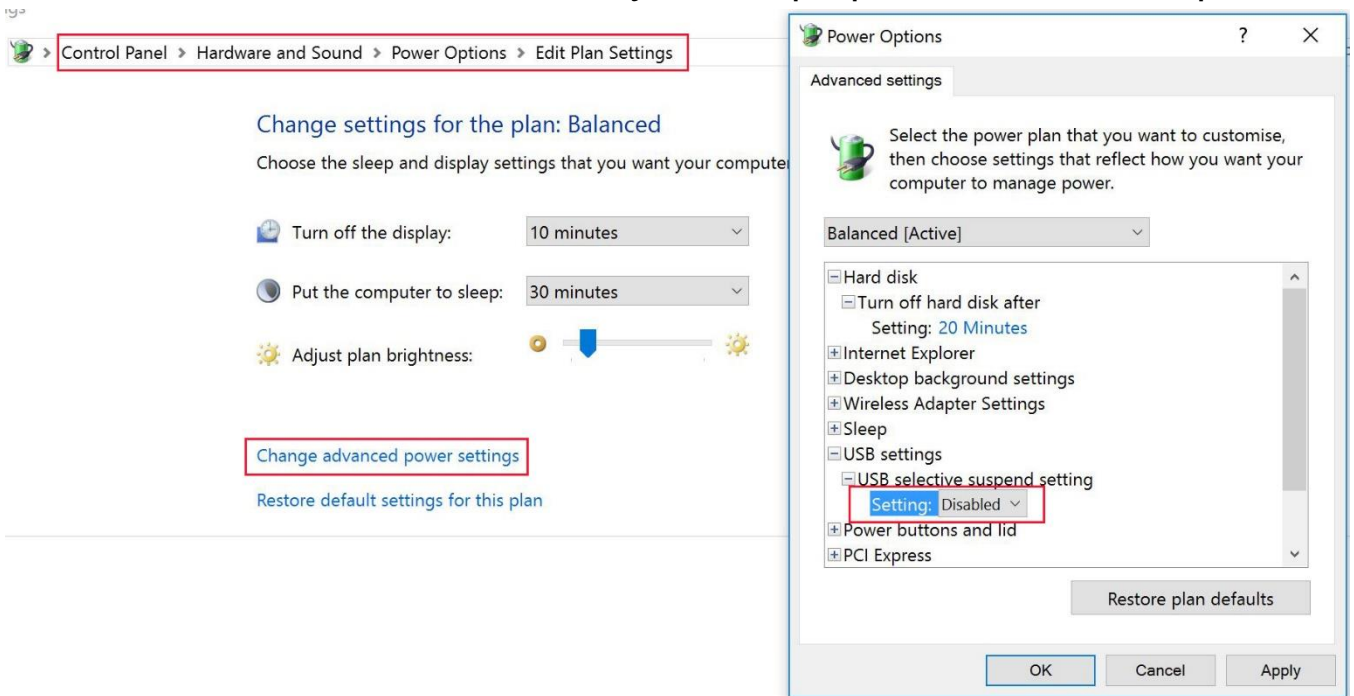 Control Panel > Hardware and Sound > Power Options > Edit Plan Settings
Change settings for the plan: Balanced
Choose the sleep and display settings that you want your compute
Turn off the display: 10 minutes
Put the computer to sleep: 30 minutes
Adjust plan brightness:
Change advanced power settings
Restore default settings for this plan
Power Options ? X
Advanced settings
Select the power plan that you want to customise,
then choose settings that reflect how you want your
computer to manage power.
Balanced [Active]
Hard disk
Turn off hard disk after
Setting: 20 Minutes
Internet Explorer
Desktop background settings
Wireless Adapter Settings
Sleep
USB settings
USB selective suspend setting
Setting: Disabled
Power buttons and lid
PCI Express
Restore plan defaults
OK Cancel Apply